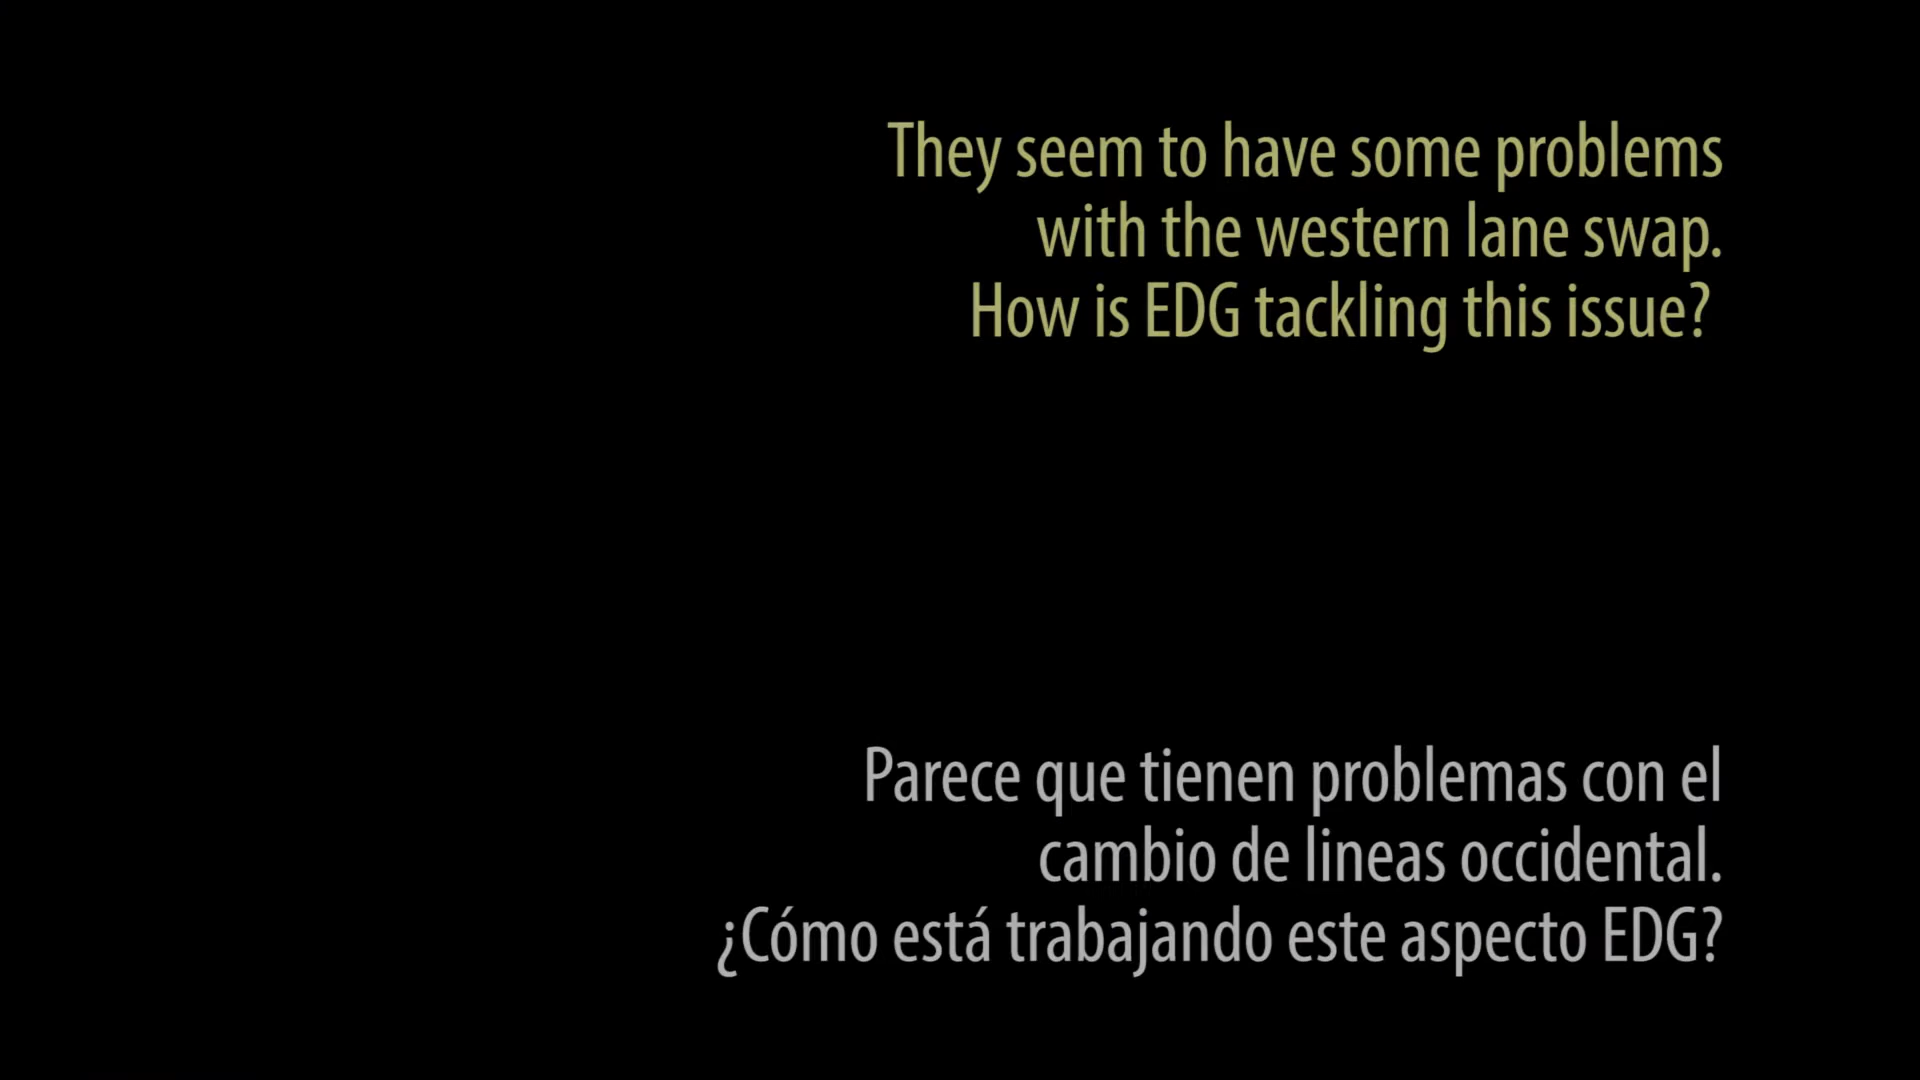 They seem to have some problems
with the western lane swap.
How is EDG tackling this issue?
Parece que tienen problemas con el
cambio de lineas occidental.
¿Cómo está trabajando este aspecto EDG?